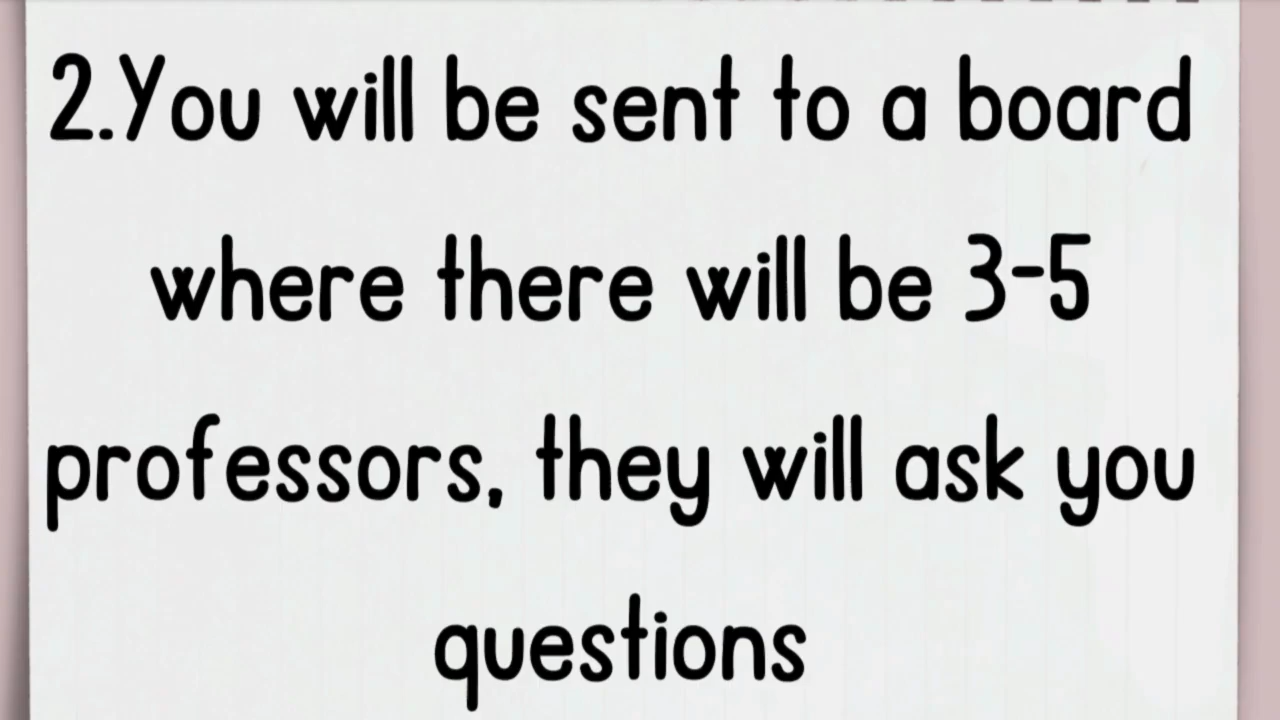 2.You will be sent to a board
where there will be 3-5
professors, they will ask you
questions